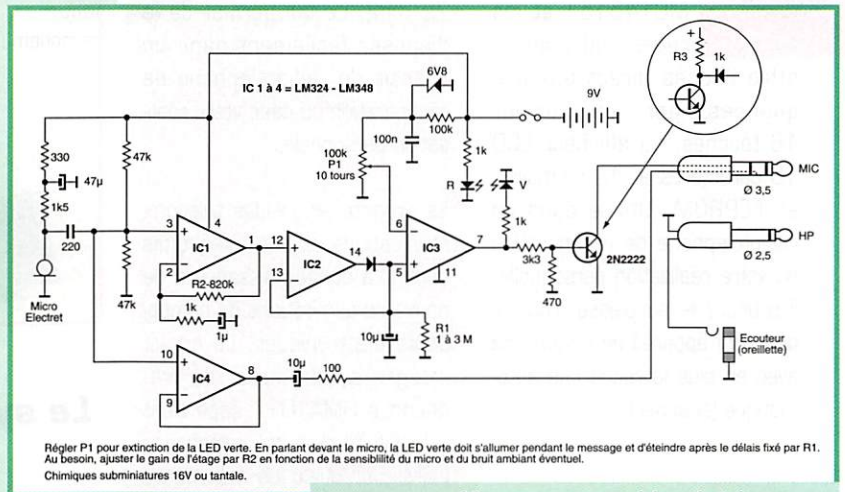 +
R3
1k
6V8
IC 1 à 4 = LM324 - LM348
9V
100n
100k
330
47k
100k
P1
10 tours
1k
47µ
R
V
MIC
1k5
3
4
6
Ø 3,5
220
IC1
1
12
IC3
7
1k
2
IC2
14
5
3k3
2N2222
HP
13
11
Ø 2,5
R2-820k
470
Micro
Electret
47k
1k
1µ
10µ
R1
1 à 3 M
Ecouteur
(oreillette)
10
10µ
100
IC4
8
9
Régler P1 pour extinction de la LED verte. En parlant devant le micro, la LED verte doit s'allumer pendant le message et d'éteindre après le délais fixé par R1.
Au besoin, ajuster le gain de l'étage par R2 en fonction de la sensiblilté du micro et du bruit ambiant éventuel.
Chimiques subminiatures 16V ou tantale.